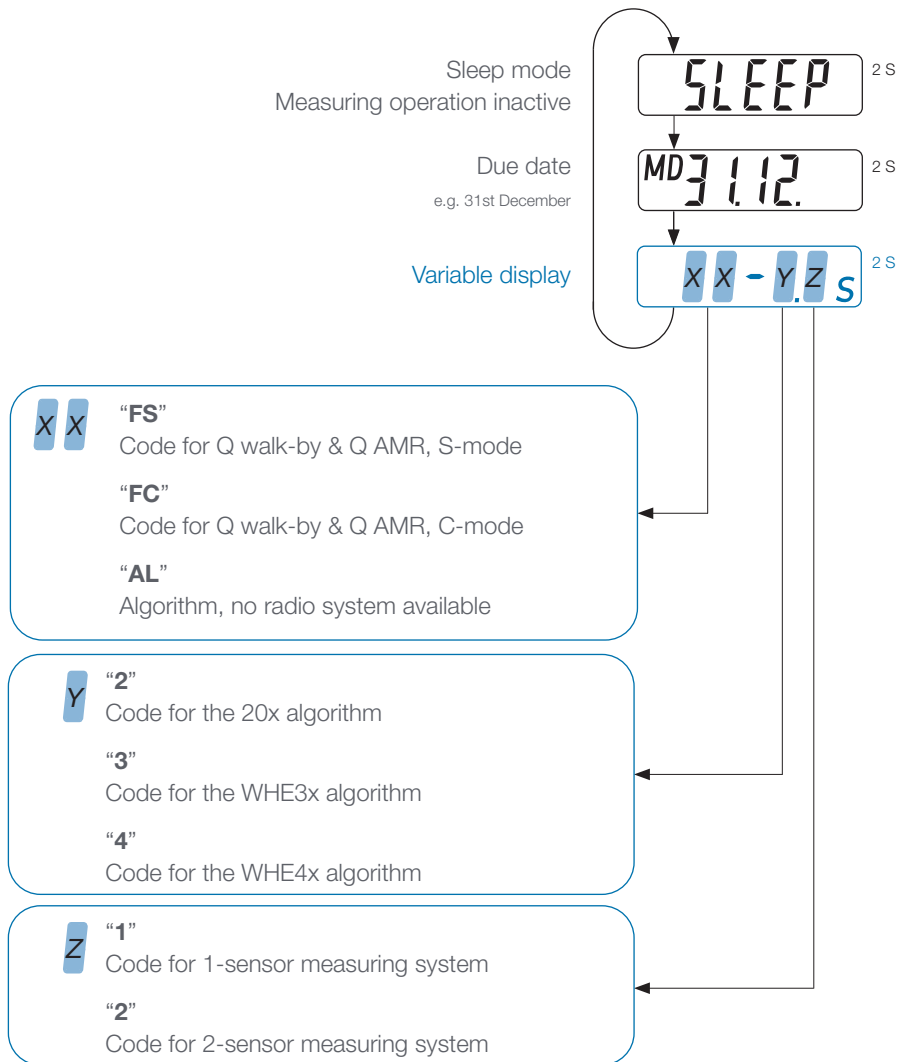 Sleep mode
Measuring operation inactive
SLEEP 2 S
Due date
e.g. 31st December
MD 31.12. 2 S
Variable display
X X - Y.Z S 2 S
X X
“FS”
Code for Q walk-by & Q AMR, S-mode
“FC”
Code for Q walk-by & Q AMR, C-mode
“AL”
Algorithm, no radio system available
Y
“2”
Code for the 20x algorithm
“3”
Code for the WHE3x algorithm
“4”
Code for the WHE4x algorithm
Z
“1”
Code for 1-sensor measuring system
“2”
Code for 2-sensor measuring system